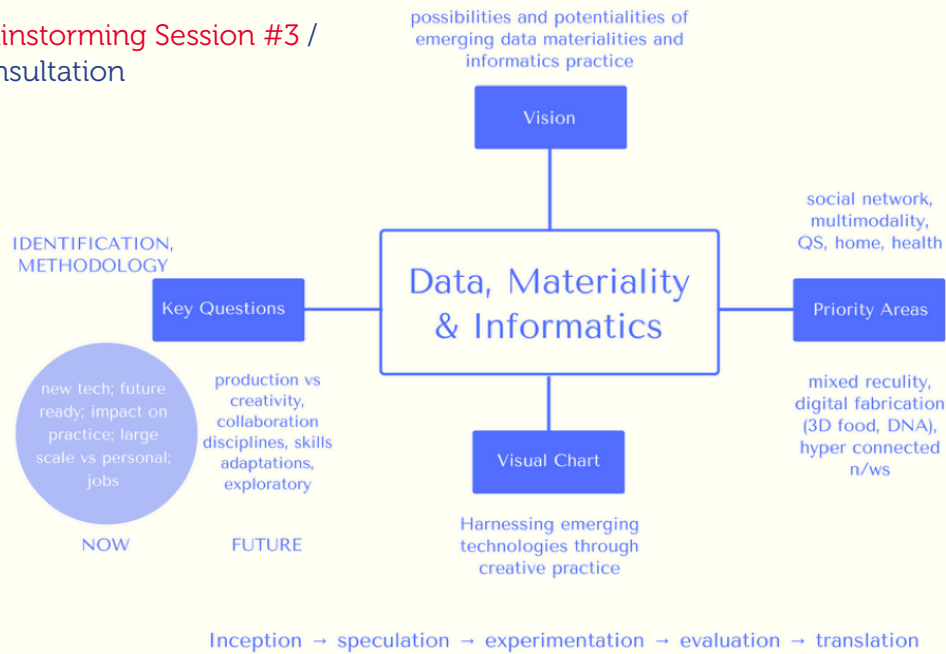 instorming Session #3 /
nsultation
possibilities and potentialities of
emerging data materialities and
informatics practice
Vision
social network,
multimodality,
QS, home, health
IDENTIFICATION,
METHODOLOGY
Key Questions
Data, Materiality
& Informatics
Priority Areas
new tech; future
ready; impact on
practice; large
scale vs personal;
jobs
production vs
creativity,
collaboration
disciplines, skills
adaptations,
exploratory
mixed reculity,
digital fabrication
(3D food, DNA),
hyper connected
n/ws
Visual Chart
NOW
FUTURE
Harnessing emerging
technologies through
creative practice
Inception → speculation → experimentation → evaluation → translation